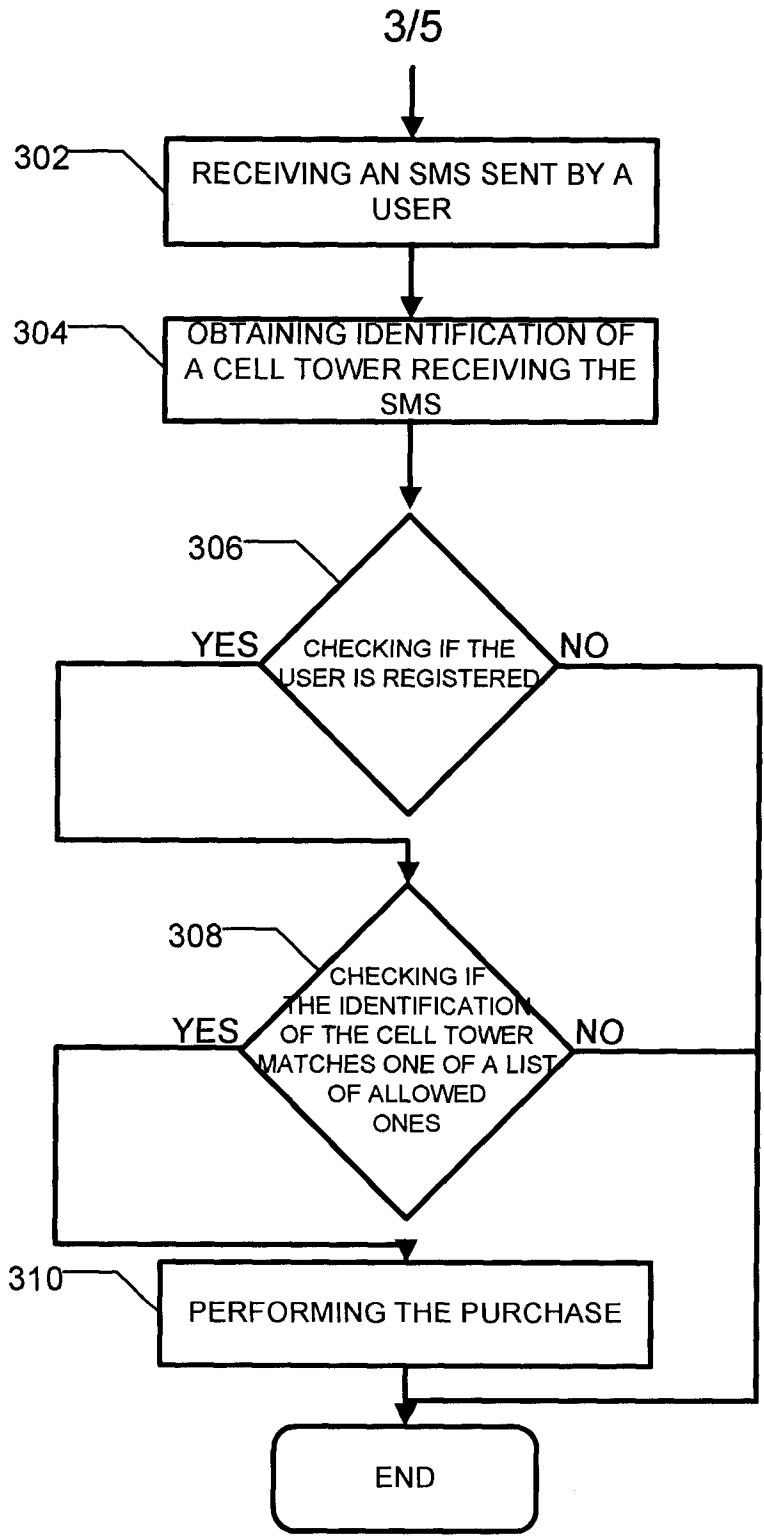 3/5
302
RECEIVING AN SMS SENT BY A
USER
304
OBTAINING IDENTIFICATION OF
A CELL TOWER RECEIVING THE
SMS
306
YES
NO
CHECKING IF THE
USER IS REGISTERED
308
CHECKING IF
THE IDENTIFICATION
OF THE CELL TOWER
MATCHES ONE OF A LIST
OF ALLOWED
ONES
YES
NO
310
PERFORMING THE PURCHASE
END